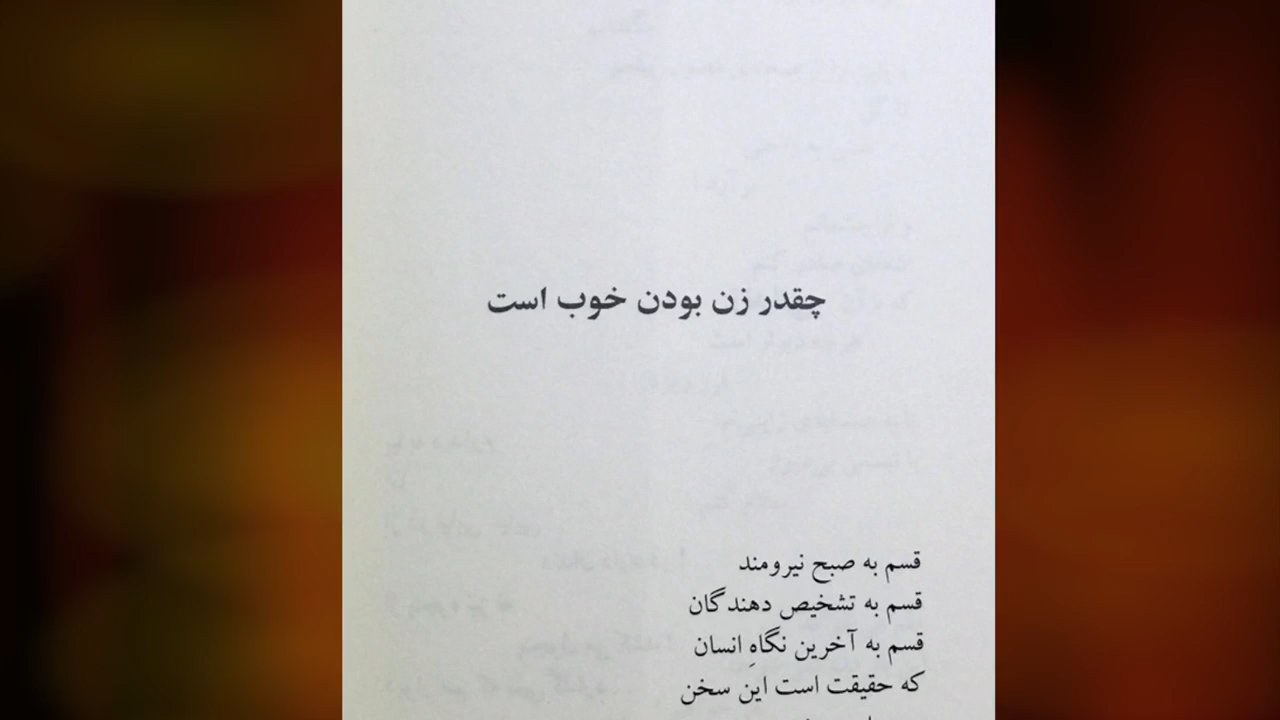 چقدر زن بودن خوب است
قسم به صبح نیرومند
قسم به تشخیص دهندگان
قسم به آخرین نگاهِ انسان
که حقیقت است این سخن